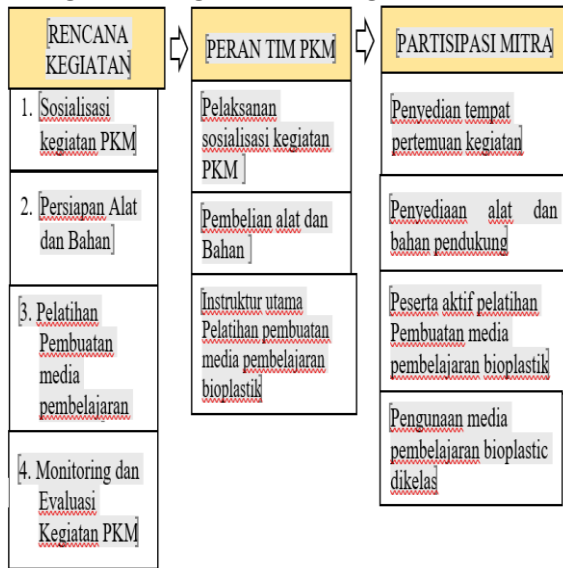 RENCANA
KEGIATAN
1. Sosialisasi
kegiatan PKM
2. Persiapan Alat
dan Bahan
3. Pelatihan
Pembuatan
media
pembelajaran
4. Monitoring dan
Evaluasi
Kegiatan PKM
PERAN TIM PKM
Pelaksanan
sosialisasi kegiatan
PKM
Pembelian alat dan
Bahan
Instruktur utama
Pelatihan pembuatan
media pembelajaran
bioplastik
PARTISIPASI MITRA
Penyedian tempat
pertemuan kegiatan
Penyediaan alat dan
bahan pendukung
Peserta aktif pelatihan
Pembuatan media
pembelajaran bioplastik
Pengunaan media
pembelajaran bioplastic
dikelas